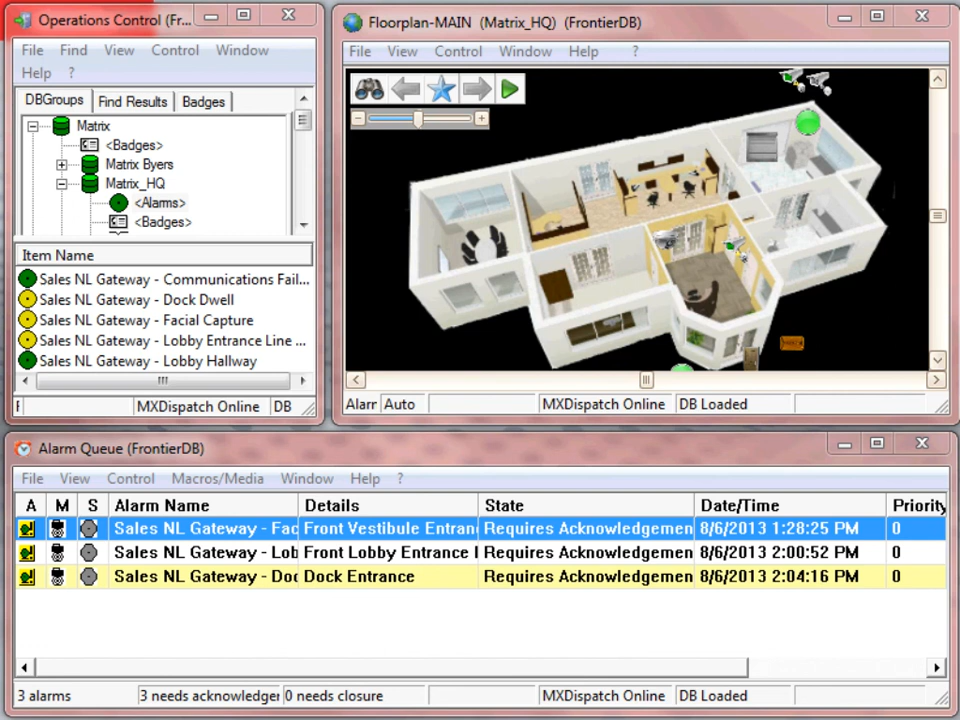 Operations Control (Fr...
File Find View Control Window
Help ?
DBGroups Find Results Badges
Matrix
<Badges>
Matrix Byers
Matrix_HQ
<Alarms>
<Badges>
Item Name
Sales NL Gateway - Communications Fail...
Sales NL Gateway - Dock Dwell
Sales NL Gateway - Facial Capture
Sales NL Gateway - Lobby Entrance Line ...
Sales NL Gateway - Lobby Hallway
MXDispatch Online DB
Floorplan-MAIN (Matrix_HQ) (FrontierDB)
File View Control Window Help ?
Alarr Auto MXDispatch Online DB Loaded
Alarm Queue (FrontierDB)
File View Control Macros/Media Window Help ?
A M S Alarm Name Details State Date/Time Priority
Sales NL Gateway - Fac Front Vestibule Entran Requires Acknowledgemen 8/6/2013 1:28:25 PM 0
Sales NL Gateway - Lob Front Lobby Entrance Requires Acknowledgemen 8/6/2013 2:00:52 PM 0
Sales NL Gateway - Doc Dock Entrance Requires Acknowledgemen 8/6/2013 2:04:16 PM 0
3 alarms 3 needs acknowledger 0 needs closure MXDispatch Online DB Loaded